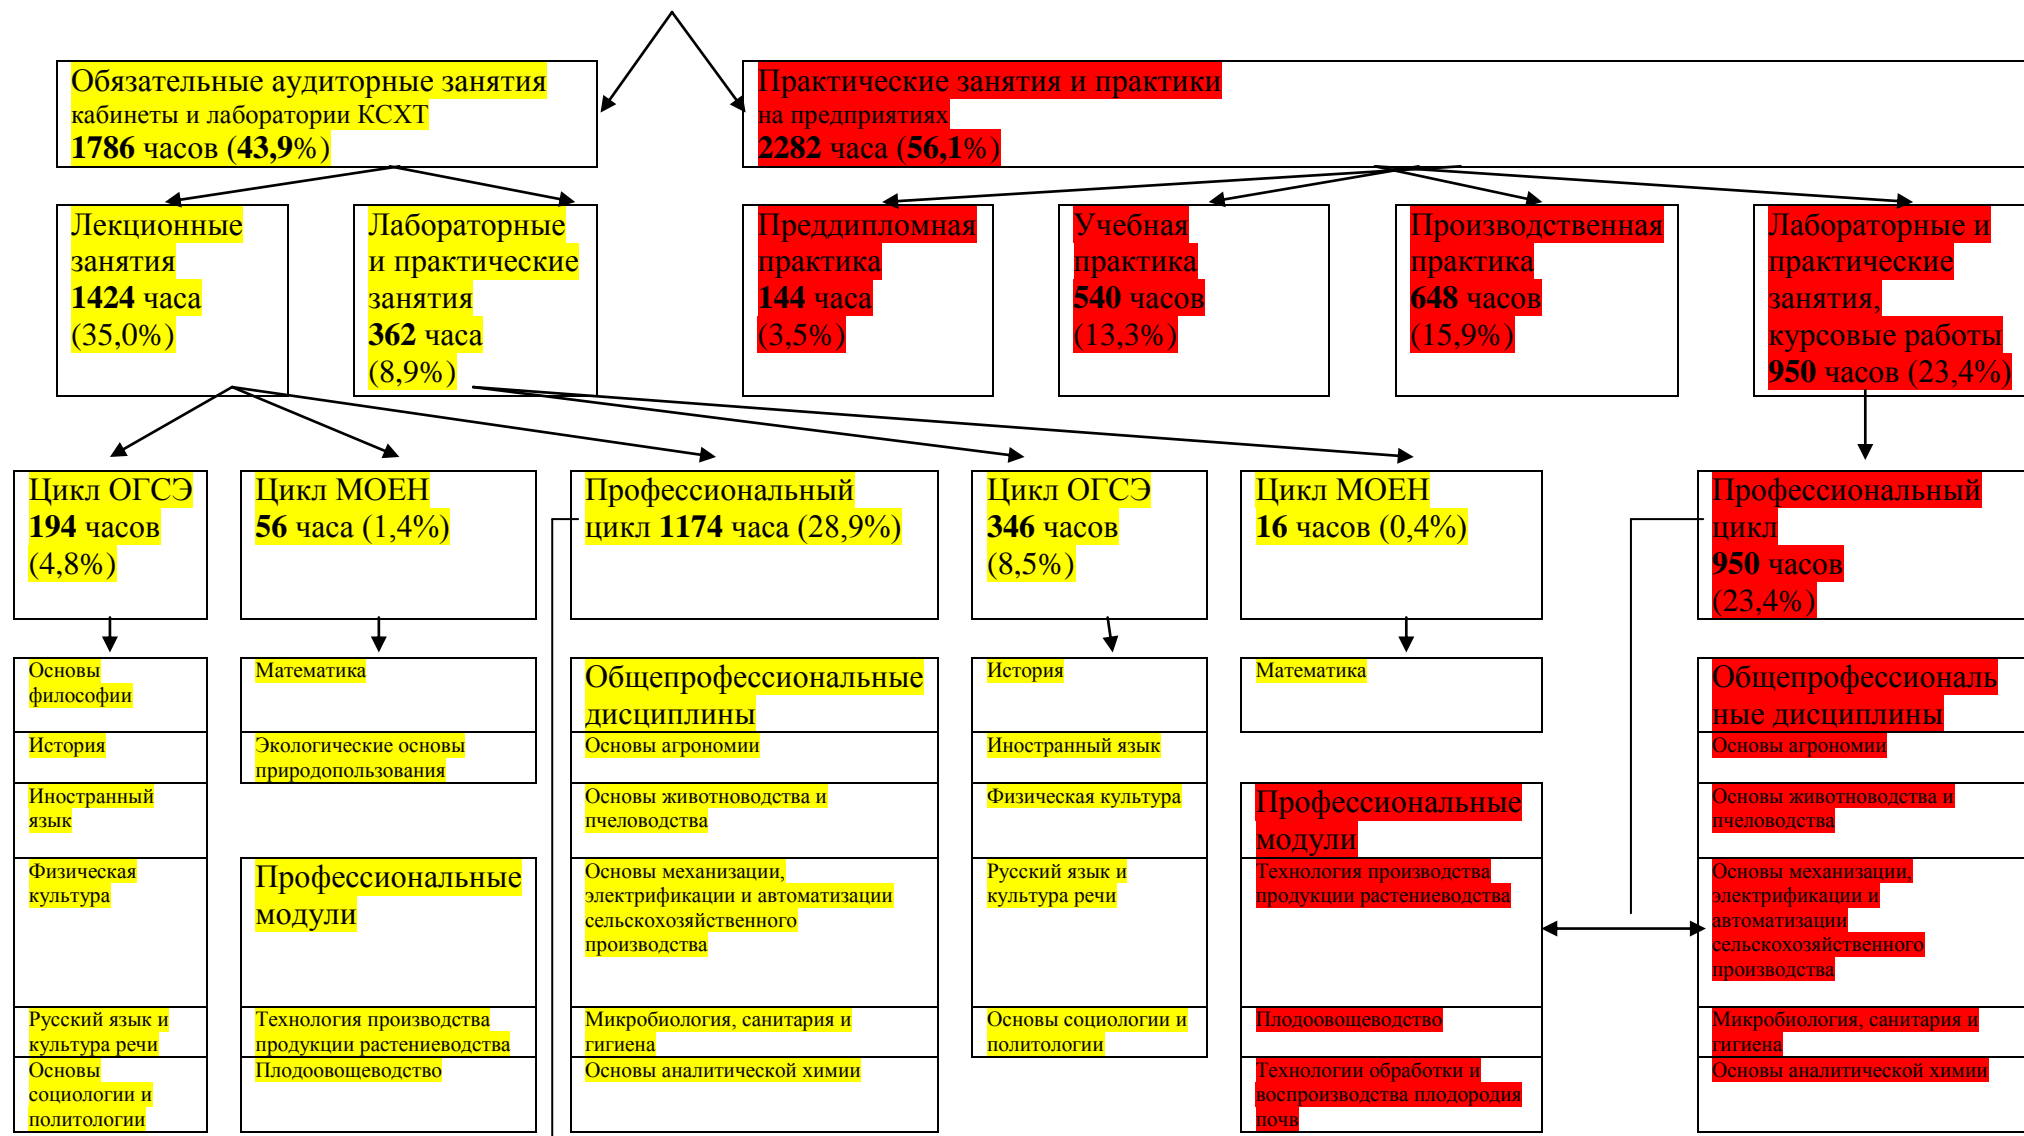 Обязательные аудиторные занятия
кабинеты и лаборатории КСХТ
1786 часов (43,9%)
Практические занятия и практики
на предприятиях
2282 часа (56,1%)
Лекционные
занятия
1424 часа
(35,0%)
Лабораторные
и практические
занятия
362 часа
(8,9%)
Преддипломная
практика
144 часа
(3,5%)
Учебная
практика
540 часов
(13,3%)
Производственная
практика
648 часов
(15,9%)
Лабораторные и
практические
занятия,
курсовые работы
950 часов (23,4%)
Цикл ОГСЭ
194 часов
(4,8%)
Цикл МОЕН
56 часа (1,4%)
Профессиональный
цикл 1174 часа (28,9%)
Цикл ОГСЭ
346 часов
(8,5%)
Цикл МОЕН
16 часов (0,4%)
Профессиональный
цикл
950 часов
(23,4%)
Основы
философии
История
Иностранный
язык
Физическая
культура
Русский язык и
культура речи
Основы
социологии и
политологии
Математика
Экологические основы
природопользования
Профессиональные
модули
Технология производства
продукции растениеводства
Плодоовощеводство
Общепрофессиональные
дисциплины
Основы агрономии
Основы животноводства и
пчеловодства
Основы механизации,
электрификации и автоматизации
сельскохозяйственного
производства
Микробиология, санитария и
гигиена
Основы аналитической химии
История
Иностранный язык
Физическая культура
Русский язык и
культура речи
Основы социологии и
политологии
Математика
Профессиональные
модули
Технология производства
продукции растениеводства
Плодоовощеводство
Технологии обработки и
воспроизводства плодородия
почв
Общепрофессиональ
ные дисциплины
Основы агрономии
Основы животноводства и
пчеловодства
Основы механизации,
электрификации и
автоматизации
сельскохозяйственного
производства
Микробиология, санитария и
гигиена
Основы аналитической химии